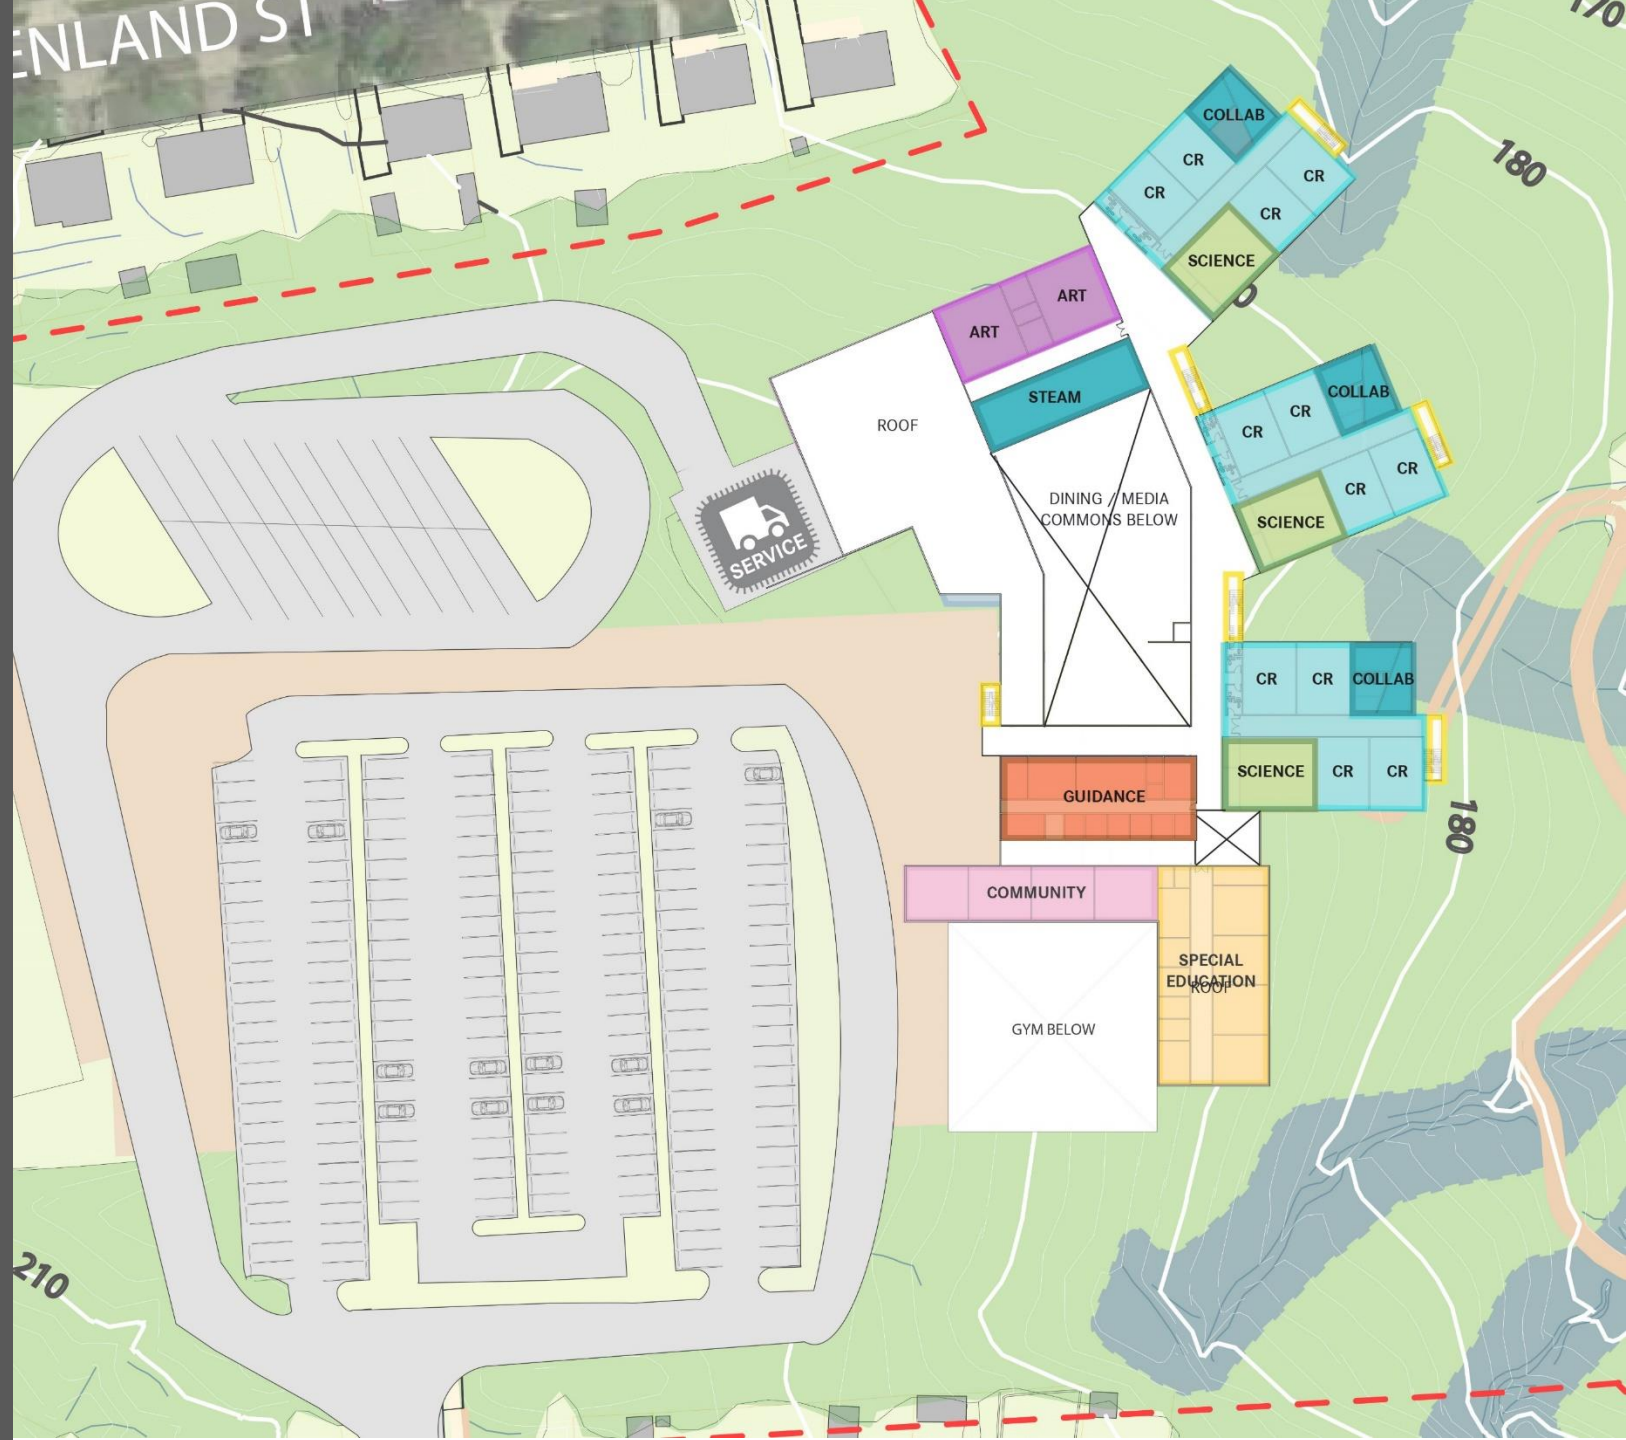 ENLAND ST
170
180
COLLAB
CR
CR
CR
CR
SCIENCE
0
ART
ART
STEAM
ROOF
COLLAB
CR
CR
CR
CR
SCIENCE
DINING / MEDIA
COMMONS BELOW
SERVICE
CR
CR
COLLAB
SCIENCE
CR
CR
GUIDANCE
180
COMMUNITY
SPECIAL
EDUCATION
ROOF
GYM BELOW
210